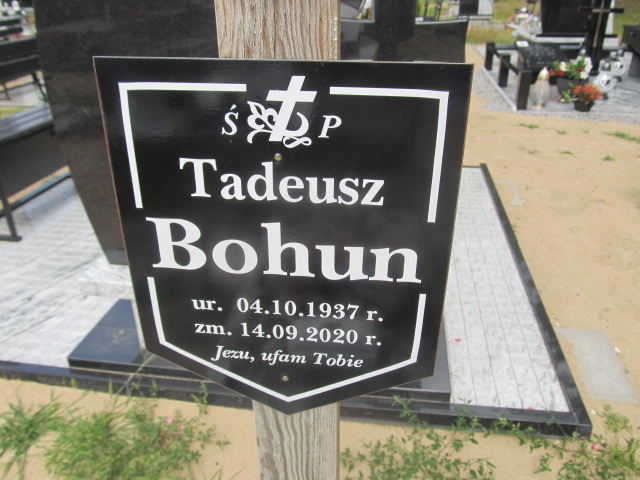 Ś P
Tadeusz
Bohun
ur. 04.10.1937 r.
zm. 14.09.2020 r.
Jezu, ufam Tobie